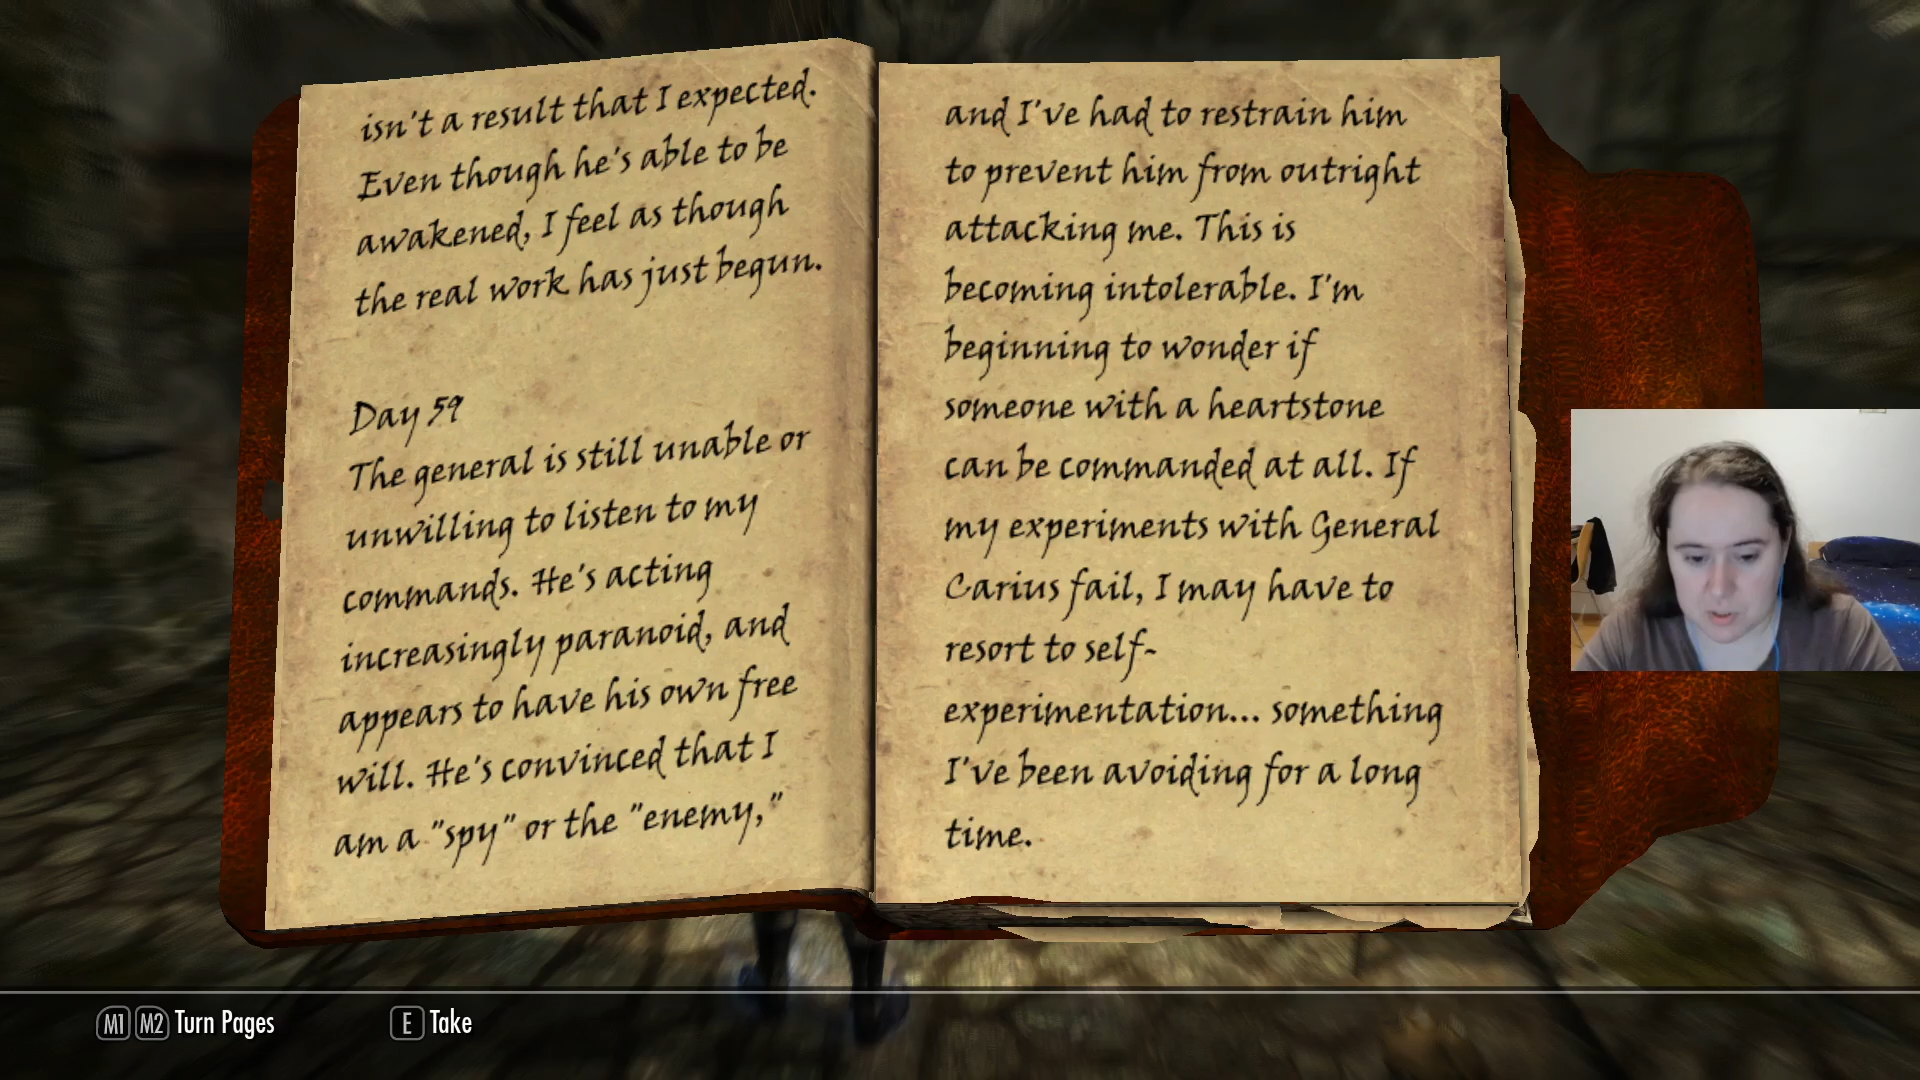 isn't a result that I expected.
Even though he's able to be
awakened, I feel as though
the real work has just begun.
Day 59
The general is still unable or
unwilling to listen to my
commands. He's acting
increasingly paranoid, and
appears to have his own free
will. He's convinced that I
am a "spy" or the "enemy,"
and I've had to restrain him
to prevent him from outright
attacking me. This is
becoming intolerable. I'm
beginning to wonder if
someone with a heartstone
can be commanded at all. If
my experiments with General
Carius fail, I may have to
resort to self-
experimentation... something
I've been avoiding for a long
time.
M1 M2 Turn Pages
E Take